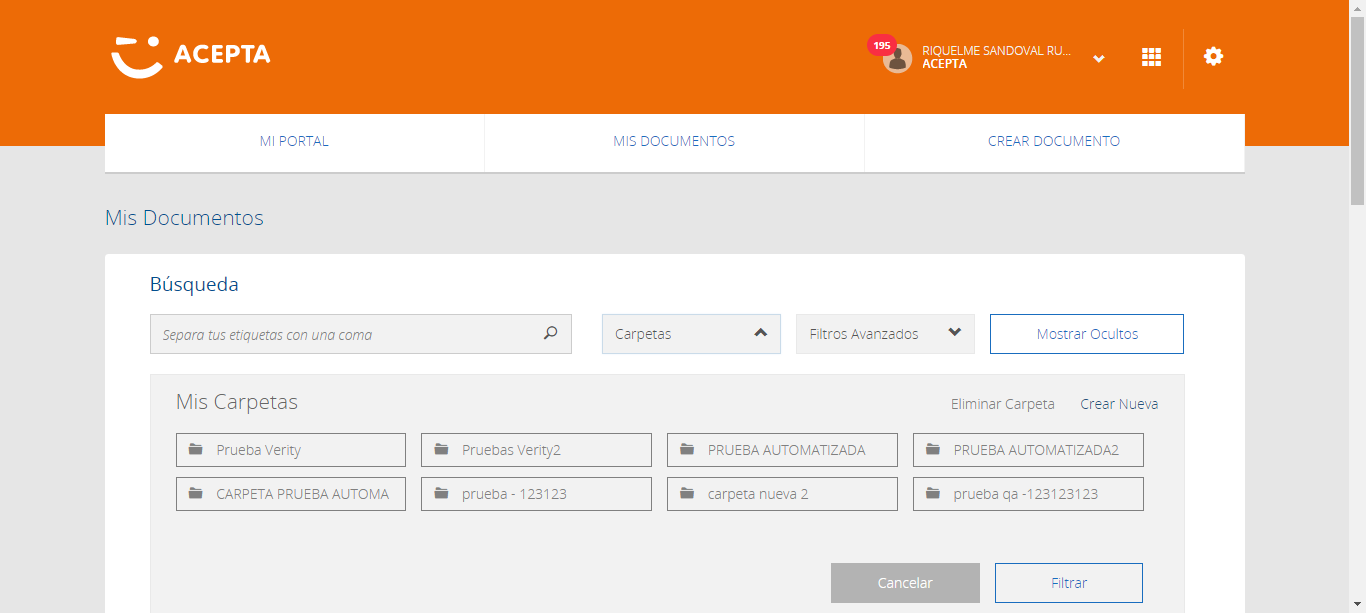 ACEPTA
195
RIQUELME SANDOVAL RU...
ACEPTA
MI PORTAL
MIS DOCUMENTOS
CREAR DOCUMENTO
Mis Documentos
Búsqueda
Separa tus etiquetas con una coma
Carpetas
Filtros Avanzados
Mostrar Ocultos
Mis Carpetas
Eliminar Carpeta
Crear Nueva
Prueba Verity
Pruebas Verity2
PRUEBA AUTOMATIZADA
PRUEBA AUTOMATIZADA2
CARPETA PRUEBA AUTOMA
prueba - 123123
carpeta nueva 2
prueba qa -123123123
Cancelar
Filtrar